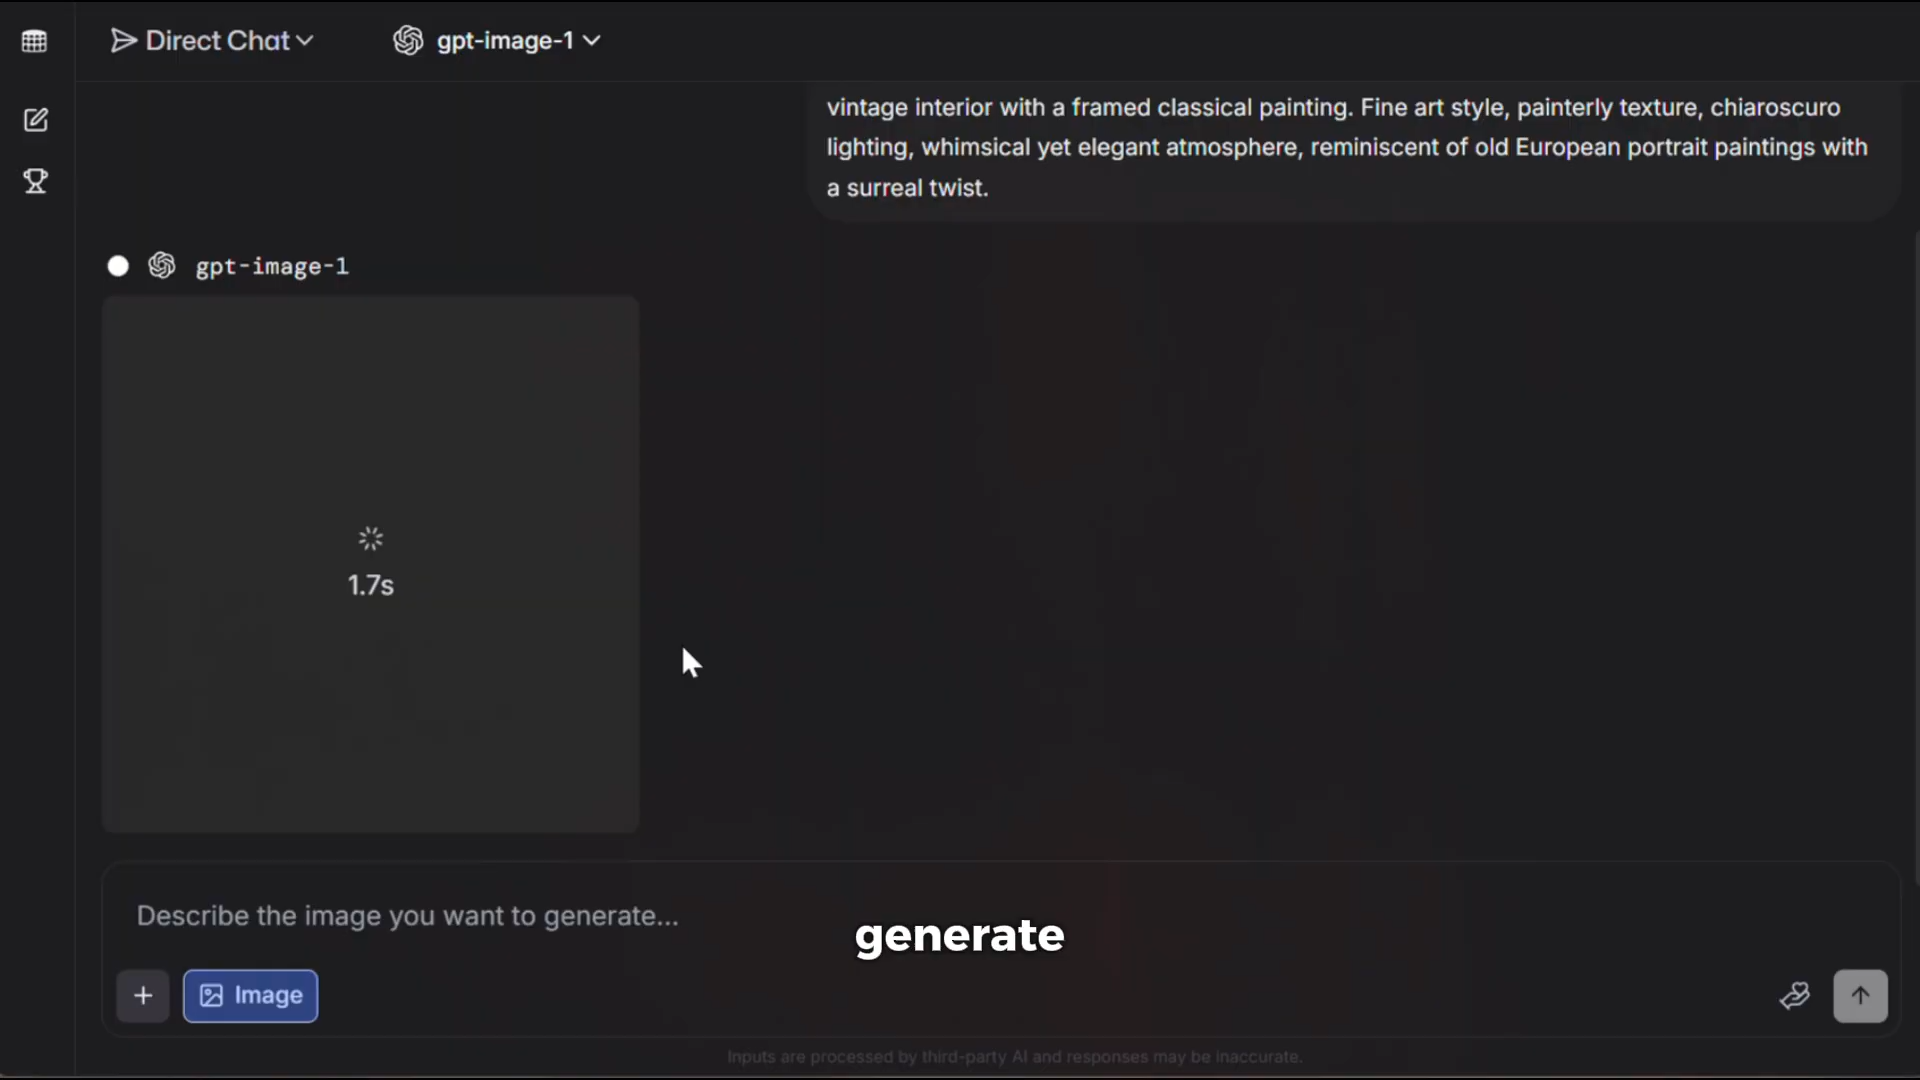 Direct Chat
gpt-image-1
vintage interior with a framed classical painting. Fine art style, painterly texture, chiaroscuro
lighting, whimsical yet elegant atmosphere, reminiscent of old European portrait paintings with
a surreal twist.
gpt-image-1
1.7s
Describe the image you want to generate...
generate
Image
Inputs are processed by third-party AI and responses may be inaccurate.